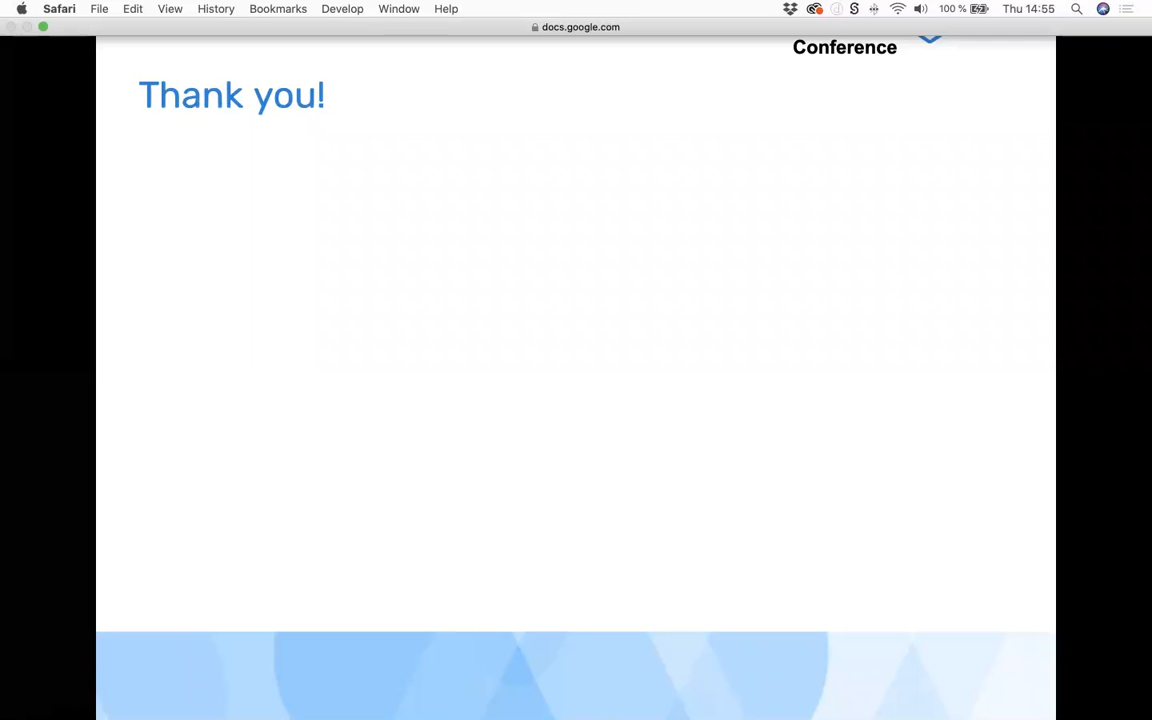 Safari File Edit View History Bookmarks Develop Window Help 100 % Thu 14:55
docs.google.com
Conference
Thank you!